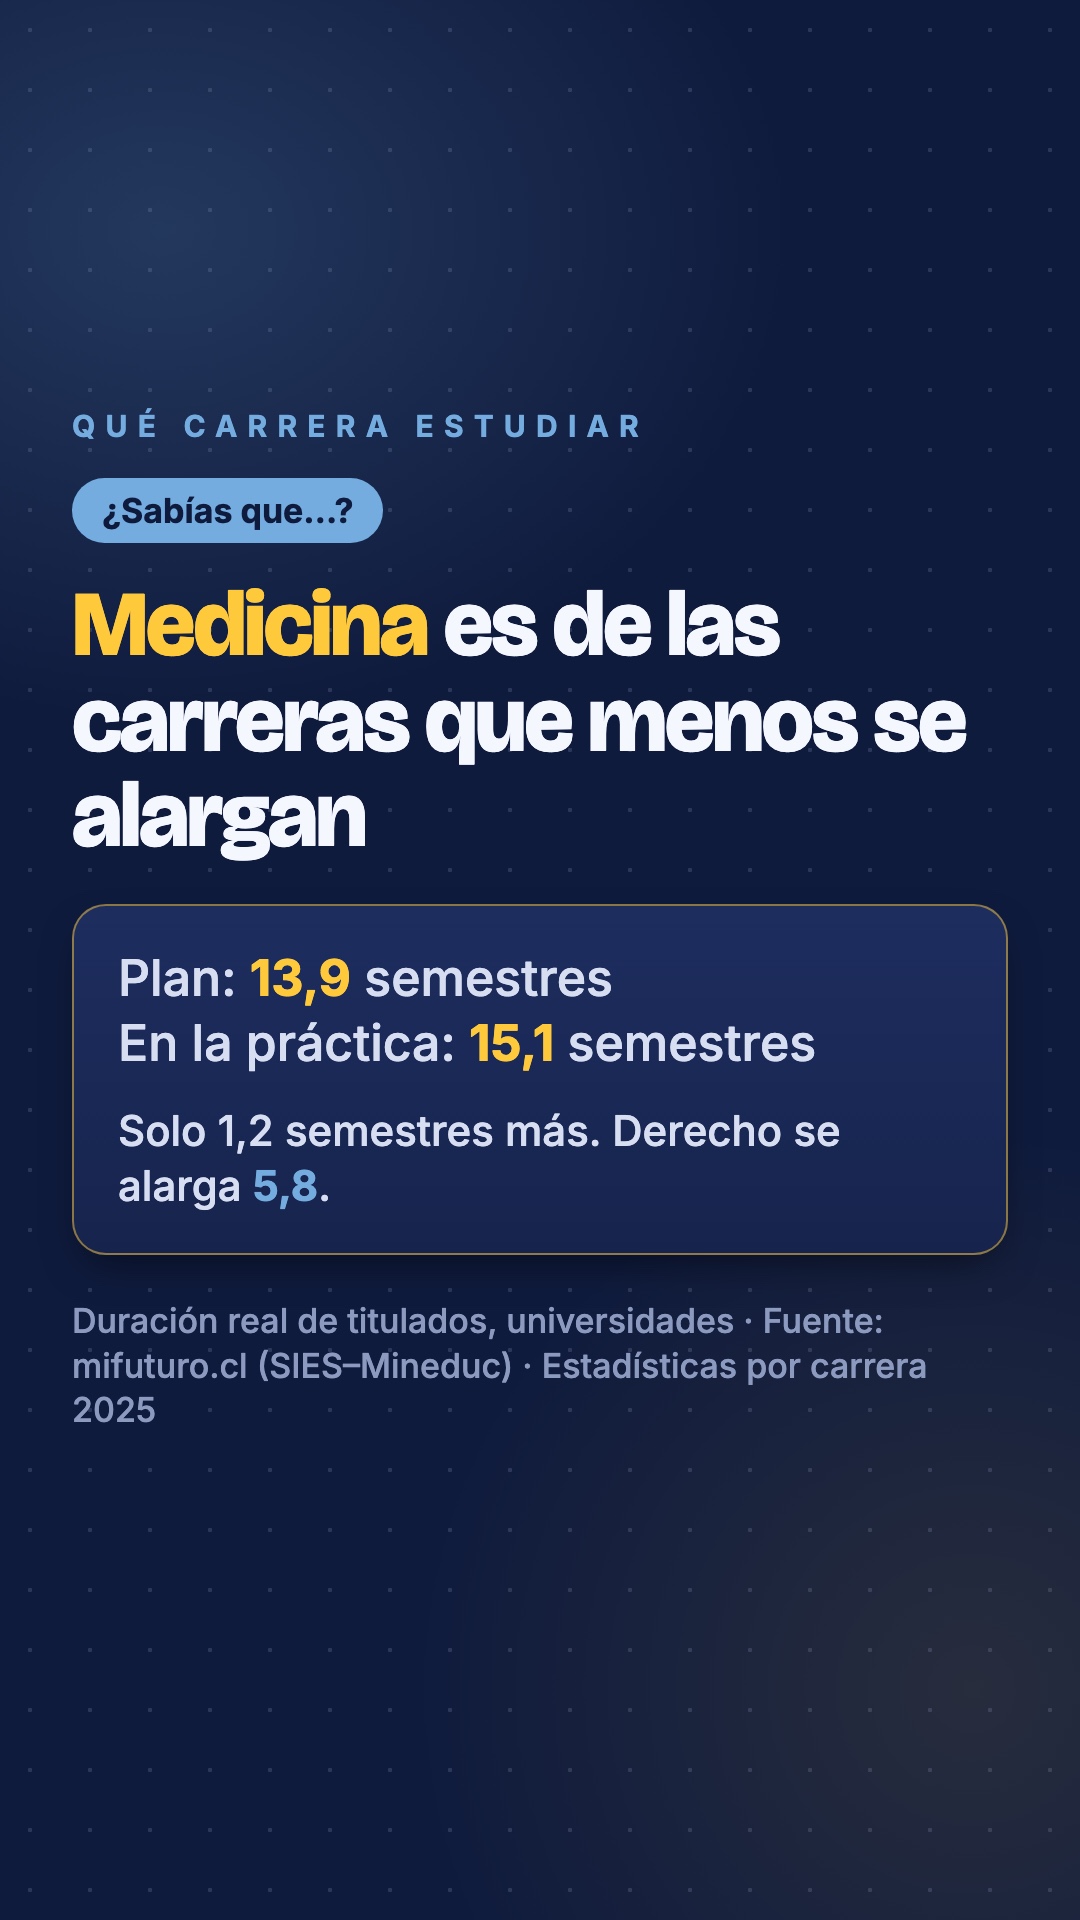 QUÉ CARRERA ESTUDIAR
¿Sabías que...?
Medicina es de las
carreras que menos se
alargan
Plan: 13,9 semestres
En la práctica: 15,1 semestres
Solo 1,2 semestres más. Derecho se
alarga 5,8.
Duración real de titulados, universidades · Fuente:
mifuturo.cl (SIES–Mineduc) · Estadísticas por carrera
2025